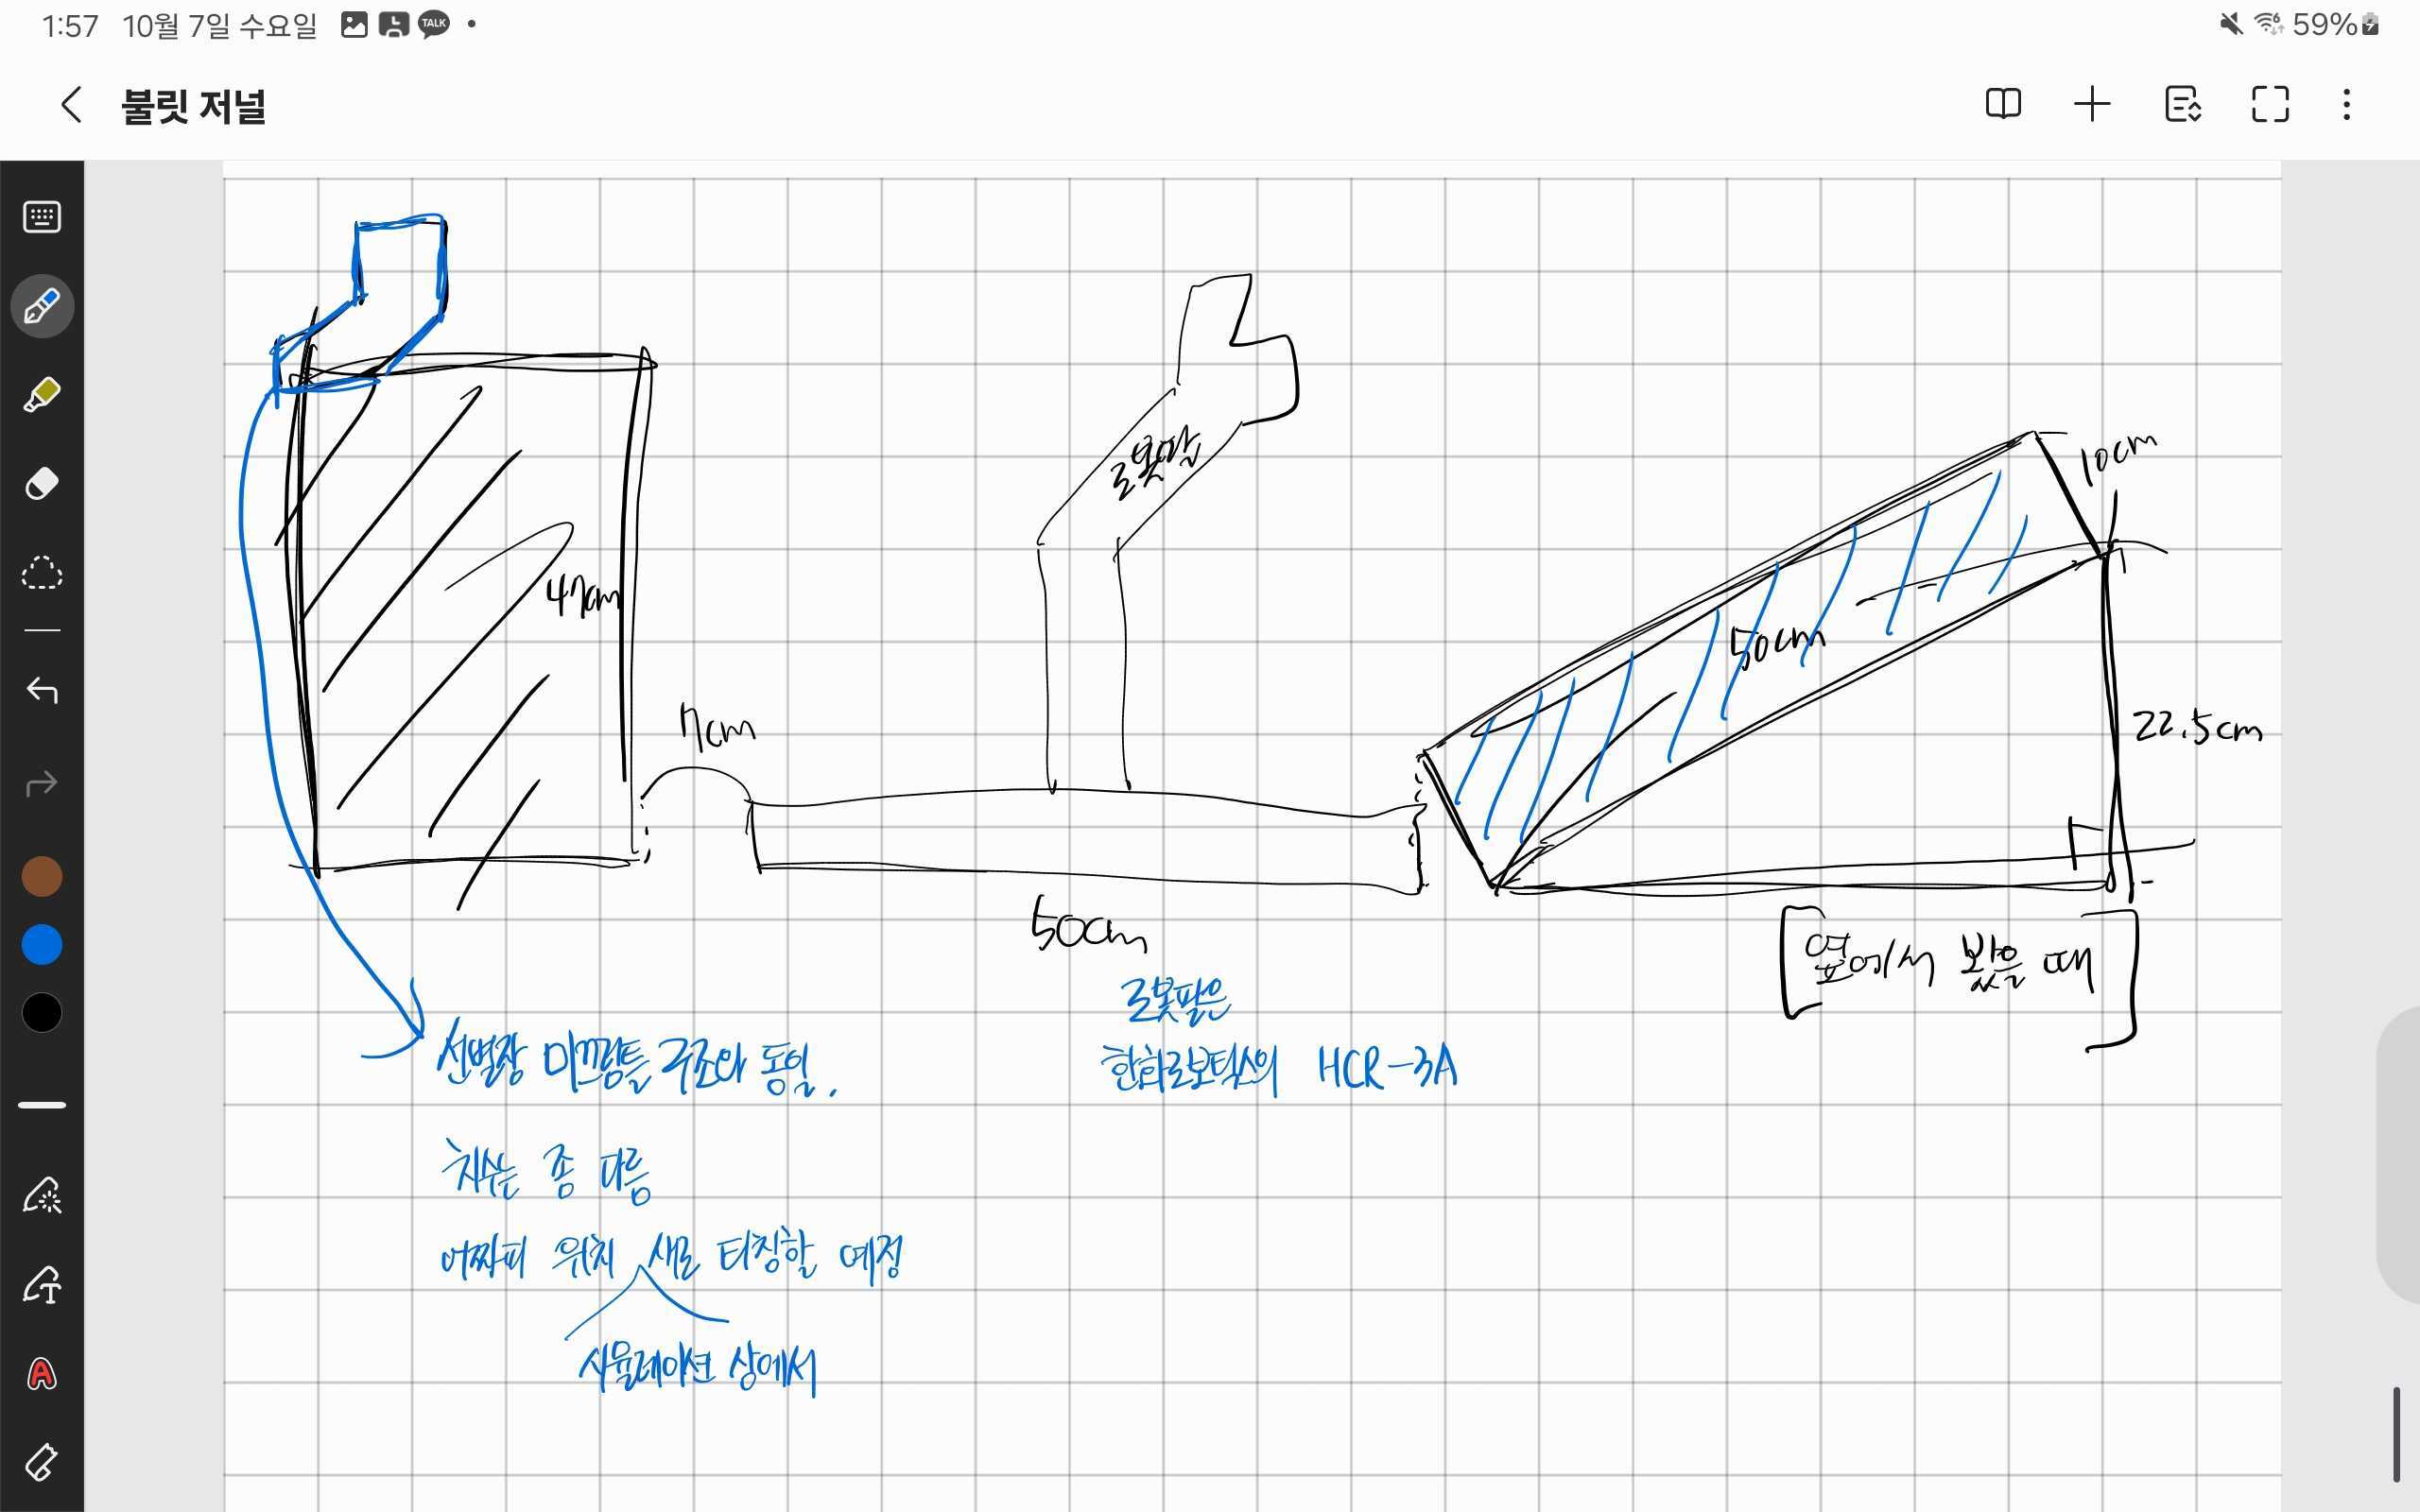 1:57 10월 7일 수요일 TALK 59%
불릿 저널
10cm
로봇팔
47cm
50cm
7cm
22.5cm
50cm
옆에서 봤을 때
로봇팔은
한화로보틱스의 HCR-3A
선별장 미끄럼틀 구조와 동일.
치수는 좀 다름
어짜피 위치 새로 티칭할 예정
시뮬레이션 상에서
A